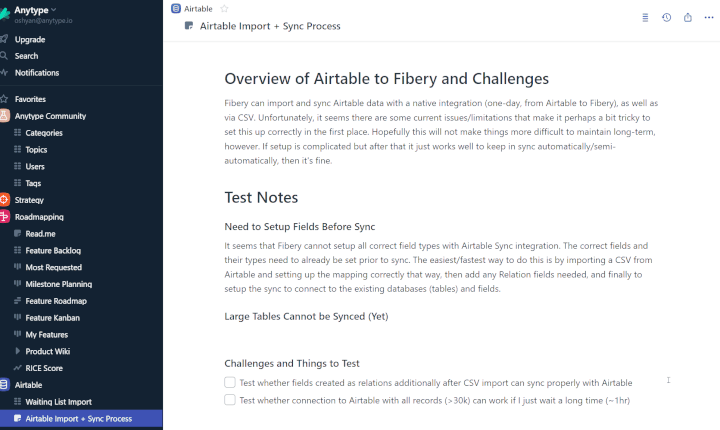 Anytype
oshyan@anytype.io
Upgrade
Search
Notifications
Favorites
Anytype Community
Categories
Topics
Users
Tags
Strategy
Roadmapping
Read.me
Feature Backlog
Most Requested
Milestone Planning
Feature Roadmap
Feature Kanban
My Features
Product Wiki
RICE Score
Airtable
Waiting List Import
Airtable Import + Sync Process
Airtable
Airtable Import + Sync Process
Overview of Airtable to Fibery and Challenges
Fibery can import and sync Airtable data with a native integration (one-day, from Airtable to Fibery), as well as
via CSV. Unfortunately, it seems there are some current issues/limitations that make it perhaps a bit tricky to
set this up correctly in the first place. Hopefully this will not make things more difficult to maintain long-term,
however. If setup is complicated but after that it just works well to keep in sync automatically/semi-
automatically, then it's fine.
Test Notes
Need to Setup Fields Before Sync
It seems that Fibery cannot setup all correct field types with Airtable Sync integration. The correct fields and
their types need to already be set prior to sync. The easiest/fastest way to do this is by importing a CSV from
Airtable and setting up the mapping correctly that way, then add any Relation fields needed, and finally to
setup the sync to connect to the existing databases (tables) and fields.
Large Tables Cannot be Synced (Yet)
Challenges and Things to Test
Test whether fields created as relations additionally after CSV import can sync properly with Airtable
Test whether connection to Airtable with all records (>30k) can work if I just wait a long time (~1hr)